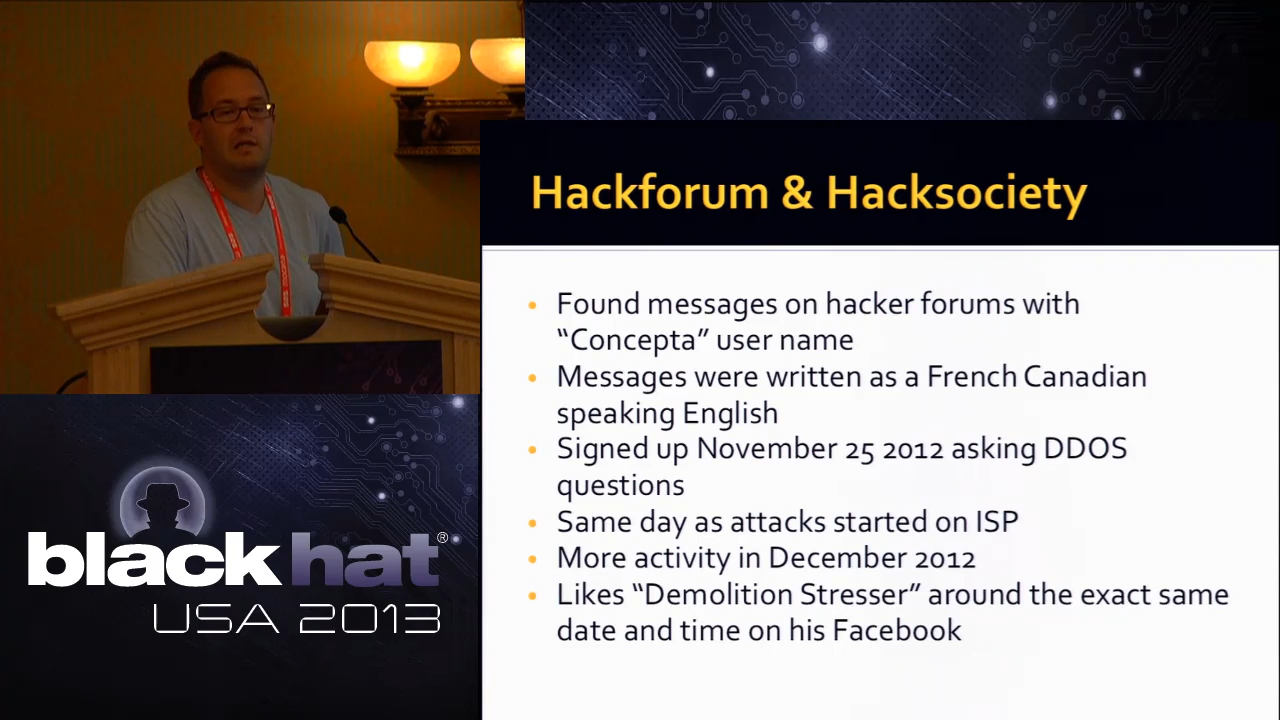 Hackforum & Hacksociety
• Found messages on hacker forums with
“Concepta” user name
• Messages were written as a French Canadian
speaking English
• Signed up November 25 2012 asking DDOS
questions
• Same day as attacks started on ISP
• More activity in December 2012
• Likes “Demolition Stresser” around the exact same
date and time on his Facebook
blackhat®
USA 2013